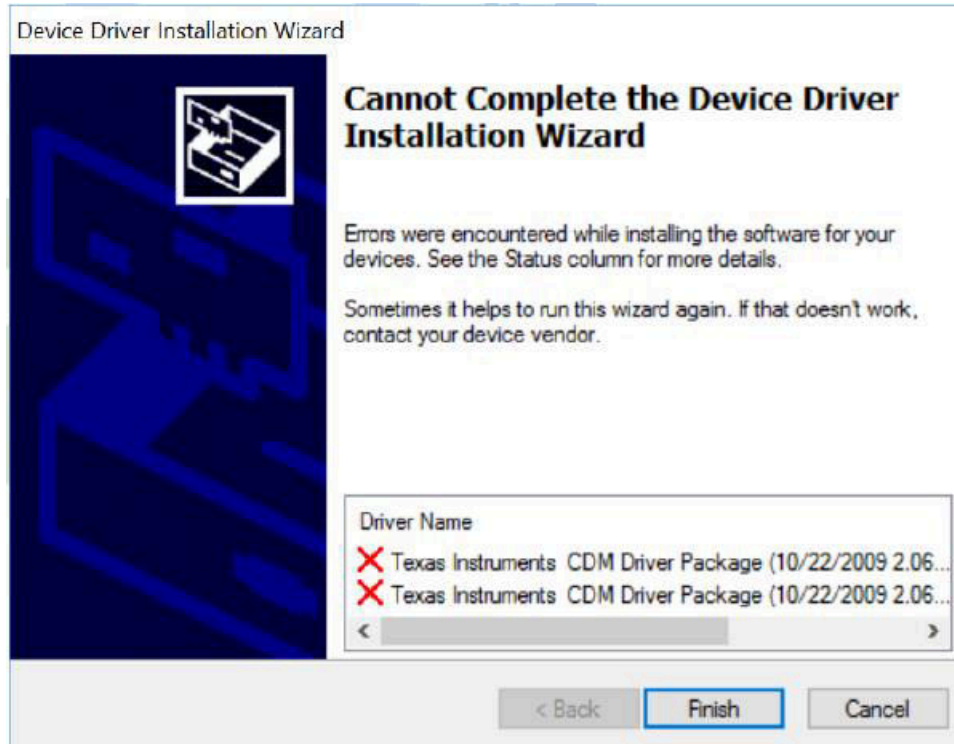 Device Driver Installation Wizard
Cannot Complete the Device Driver
Installation Wizard
Errors were encountered while installing the software for your
devices. See the Status column for more details.
Sometimes it helps to run this wizard again. If that doesn't work,
contact your device vendor.
Driver Name
Texas Instruments CDM Driver Package (10/22/2009 2.06...
Texas Instruments CDM Driver Package (10/22/2009 2.06...
< Back Finish Cancel